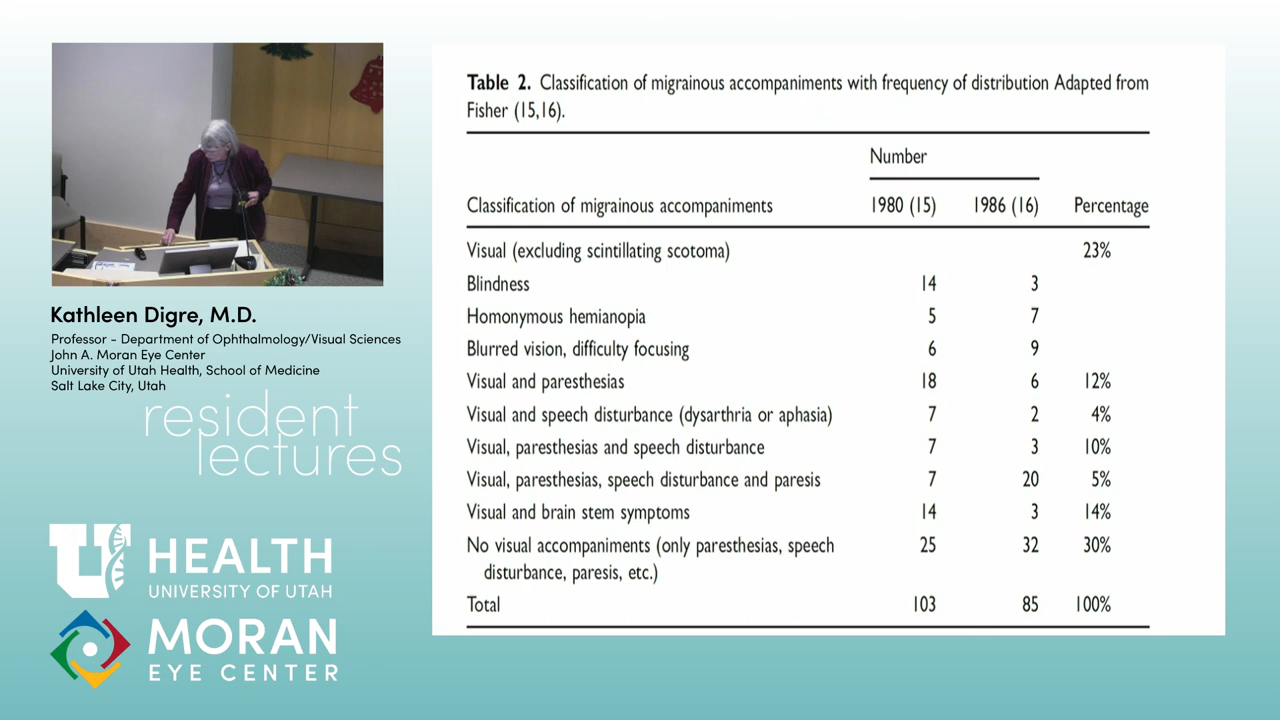 Kathleen Digre, M.D.
Professor - Department of Ophthalmology/Visual Sciences
John A. Moran Eye Center
University of Utah Health, School of Medicine
Salt Lake City, Utah
resident
lectures
U HEALTH
UNIVERSITY OF UTAH
MORAN
EYE CENTER
Table 2. Classification of migrainous accompaniments with frequency of distribution Adapted from
Fisher (15,16).
Number
Classification of migrainous accompaniments 1980 (15) 1986 (16) Percentage
Visual (excluding scintillating scotoma) 23%
Blindness 14 3
Homonymous hemianopia 5 7
Blurred vision, difficulty focusing 6 9
Visual and paresthesias 18 6 12%
Visual and speech disturbance (dysarthria or aphasia) 7 2 4%
Visual, paresthesias and speech disturbance 7 3 10%
Visual, paresthesias, speech disturbance and paresis 7 20 5%
Visual and brain stem symptoms 14 3 14%
No visual accompaniments (only paresthesias, speech 25 32 30%
disturbance, paresis, etc.)
Total 103 85 100%